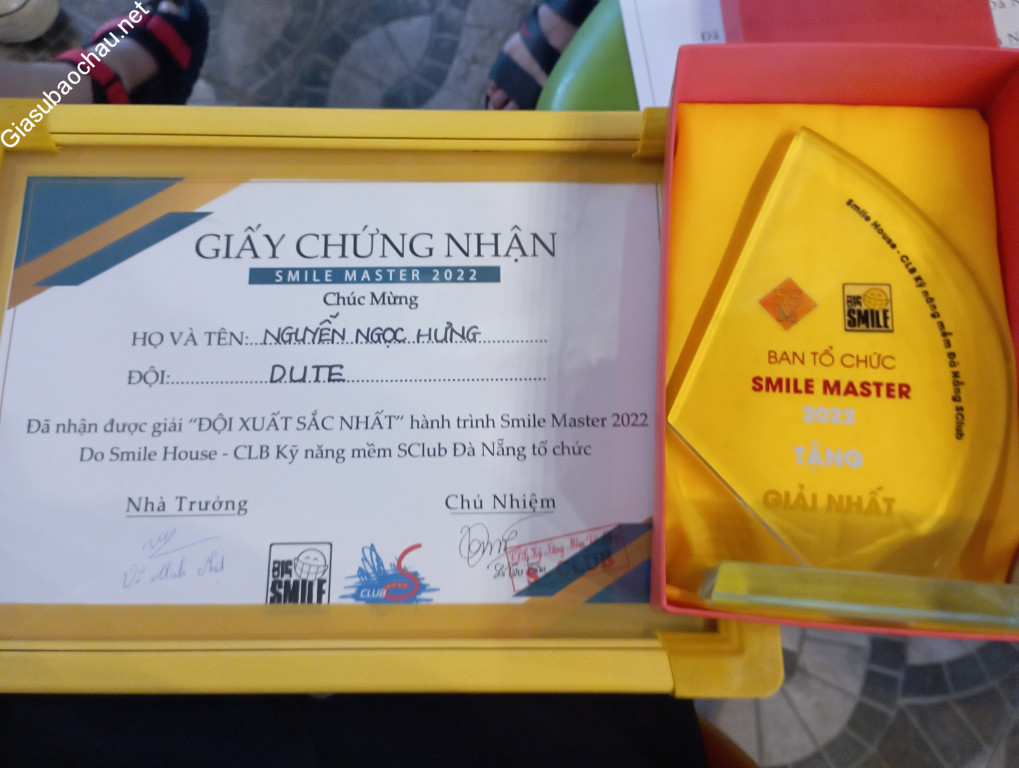 Giasubaochau.net
GIẤY CHỨNG NHẬN
SMILE MASTER 2022
Chúc Mừng
HỌ VÀ TÊN:...NGUYỄN NGỌC HƯNG
ĐỘI:...DUTE
Đã nhận được giải “ĐỘI XUẤT SẮC NHẤT” hành trình Smile Master 2022
Do Smile House - CLB Kỹ năng mềm SClub Đà Nẵng tổ chức
Nhà Trưởng
Chủ Nhiệm
BIG
SMILE
CLUB S
Smile House - CLB Kỹ năng mềm Đà Nẵng SClub
BIG
SMILE
BAN TỔ CHỨC
SMILE MASTER
2022
TẶNG
GIẢI NHẤT